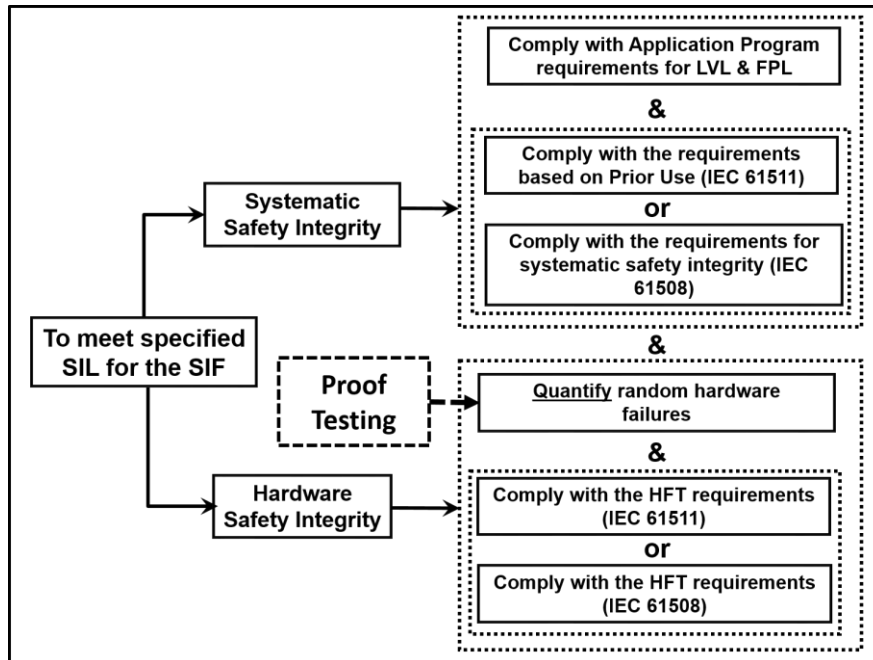 Comply with Application Program
requirements for LVL & FPL
&
Comply with the requirements
based on Prior Use (IEC 61511)
or
Comply with the requirements for
systematic safety integrity (IEC
61508)
Systematic
Safety Integrity
To meet specified
SIL for the SIF
&
Proof
Testing
Quantify random hardware
failures
&
Hardware
Safety Integrity
Comply with the HFT requirements
(IEC 61511)
or
Comply with the HFT requirements
(IEC 61508)